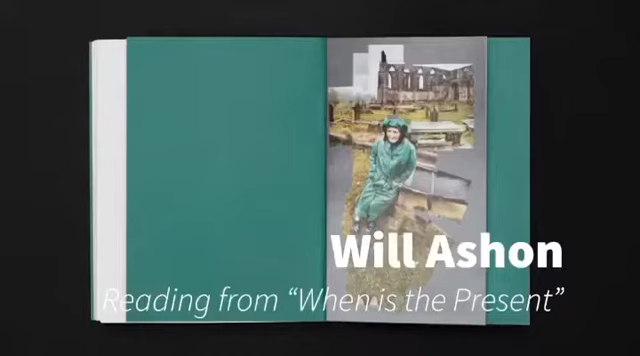 Will Ashon
Reading from “When is the Present”